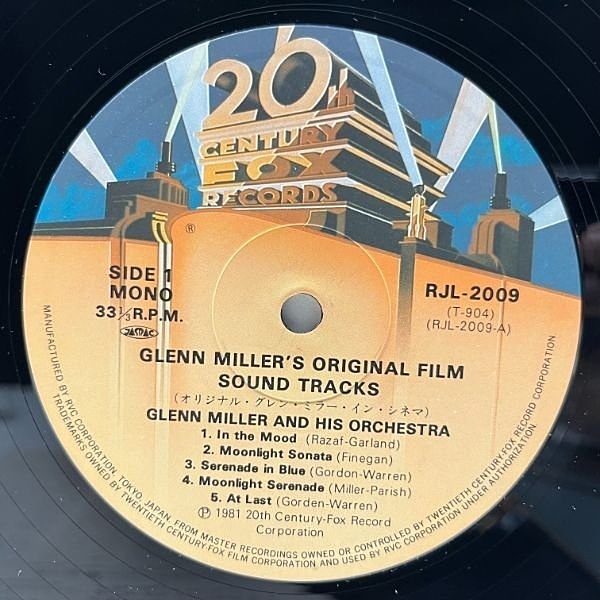 20th
CENTURY
FOX
RECORDS
®
SIDE 1
MONO
33 1/3 R.P.M.
JASRAC
RJL-2009
(T-904)
(RJL-2009-A)
GLENN MILLER'S ORIGINAL FILM
SOUND TRACKS
(オリジナル・グレン・ミラー・イン・シネマ)
GLENN MILLER AND HIS ORCHESTRA
1. In the Mood (Razaf-Garland)
2. Moonlight Sonata (Finegan)
3. Serenade in Blue (Gordon-Warren)
4. Moonlight Serenade (Miller-Parish)
5. At Last (Gorden-Warren)
Ⓟ 1981 20th Century-Fox Record
Corporation
MANUFACTURED BY RVC CORPORATION, TOKYO, JAPAN, FROM MASTER RECORDINGS OWNED OR CONTROLLED BY TWENTIETH CENTURY-FOX RECORD CORPORATION
TRADEMARKS OWNED BY TWENTIETH CENTURY-FOX FILM CORPORATION AND USED BY RVC CORPORATION UNDER AUTHORIZATION